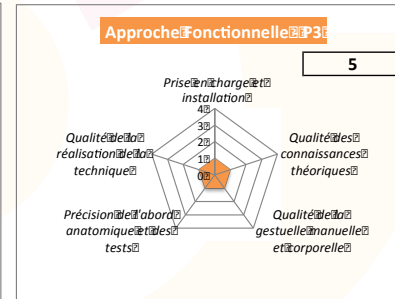 Approche Fonctionnelle P3
5
Prise en charge et
installation
4
3
2
1
0
Qualité des
connaissances
théoriques
Qualité de la
gestuelle manuelle
et corporelle
Précision de l'abord
anatomique et des
tests
Qualité de la
réalisation de la
technique